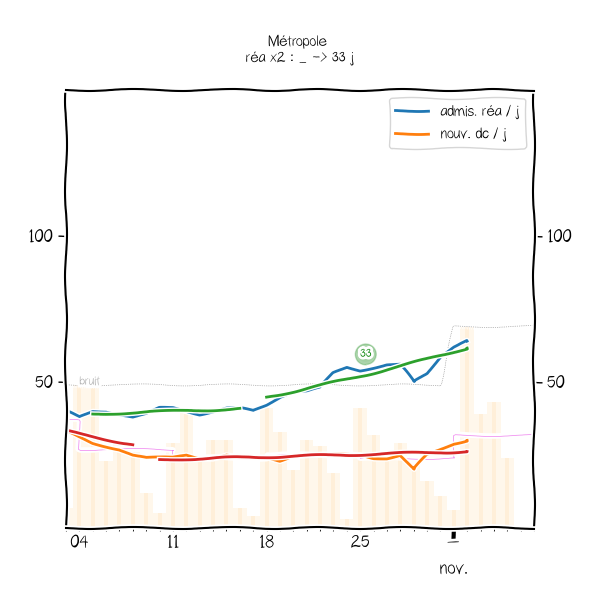 Métropole
réa x2 : _ -> 33 j
admis. réa / j
nouv. dc / j
100
100
33
50
50
bruit
04
11
18
25
1
nov.